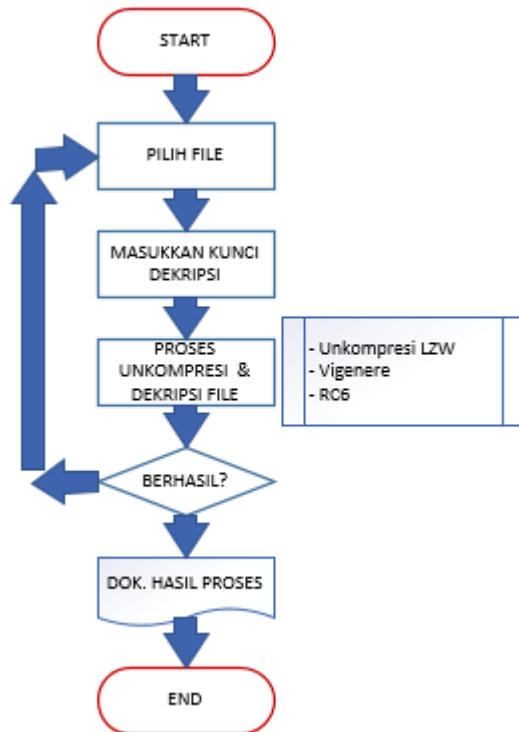 START
PILIH FILE
MASUKKAN KUNCI
DEKRIPSI
PROSES
UNKOMPRESI &
DEKRIPSI FILE
- Unkompresi LZW
- Vigenere
- RC6
BERHASIL?
DOK. HASIL PROSES
END